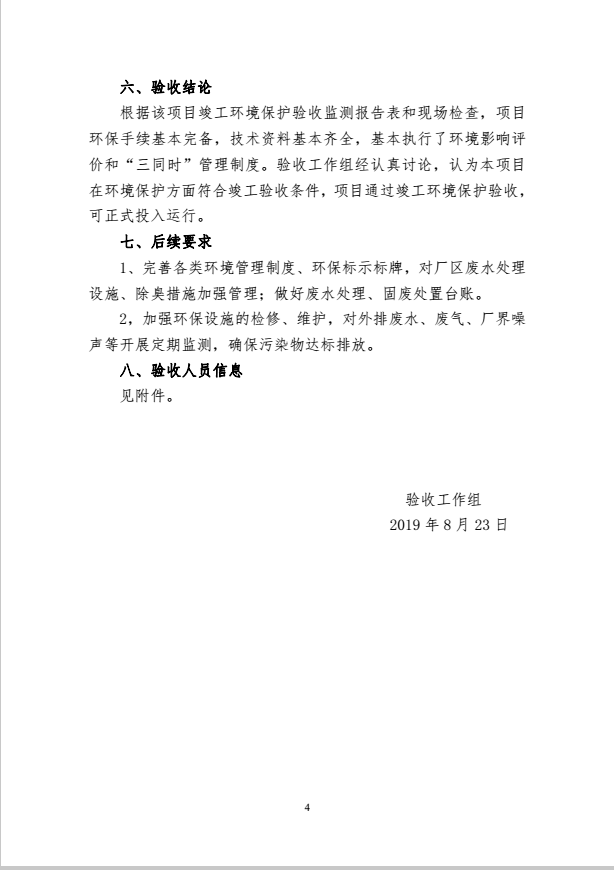 六、验收结论
根据该项目竣工环境保护验收监测报告表和现场检查，项目
环保手续基本完备，技术资料基本齐全，基本执行了环境影响评
价和“三同时”管理制度。验收工作组经认真讨论，认为本项目
在环境保护方面符合竣工验收条件，项目通过竣工环境保护验收，
可正式投入运行。
七、后续要求
1、完善各类环境管理制度、环保标示标牌，对厂区废水处理
设施、除臭措施加强管理；做好废水处理、固废处置台账。
2，加强环保设施的检修、维护，对外排废水、废气、厂界噪
声等开展定期监测，确保污染物达标排放。
八、验收人员信息
见附件。
验收工作组
2019 年 8 月 23 日
4